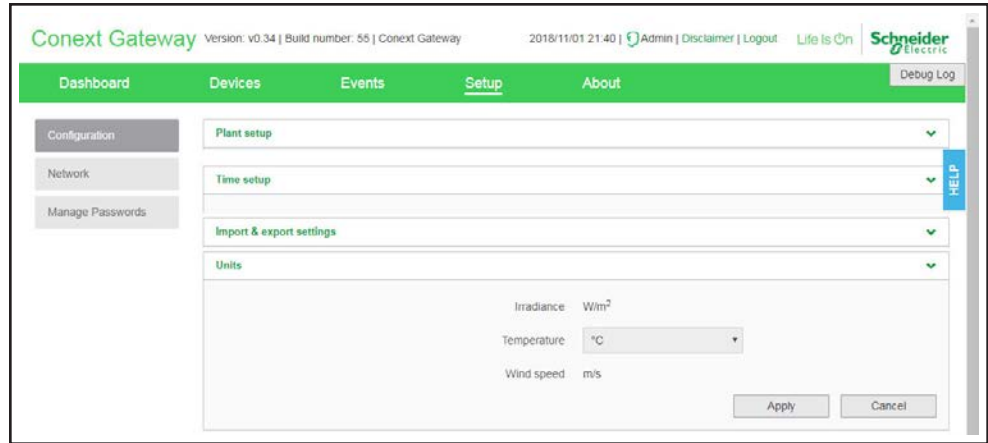 Conext Gateway Version: v0.34 | Build number: 55 | Conext Gateway 2018/11/01 21:40 | Admin | Disclaimer | Logout Life Is On Schneider Electric
Dashboard Devices Events Setup About Debug Log
Configuration
Network
Manage Passwords
Plant setup
Time setup
Import & export settings
Units
Irradiance W/m²
Temperature °C
Wind speed m/s
Apply Cancel
HELP